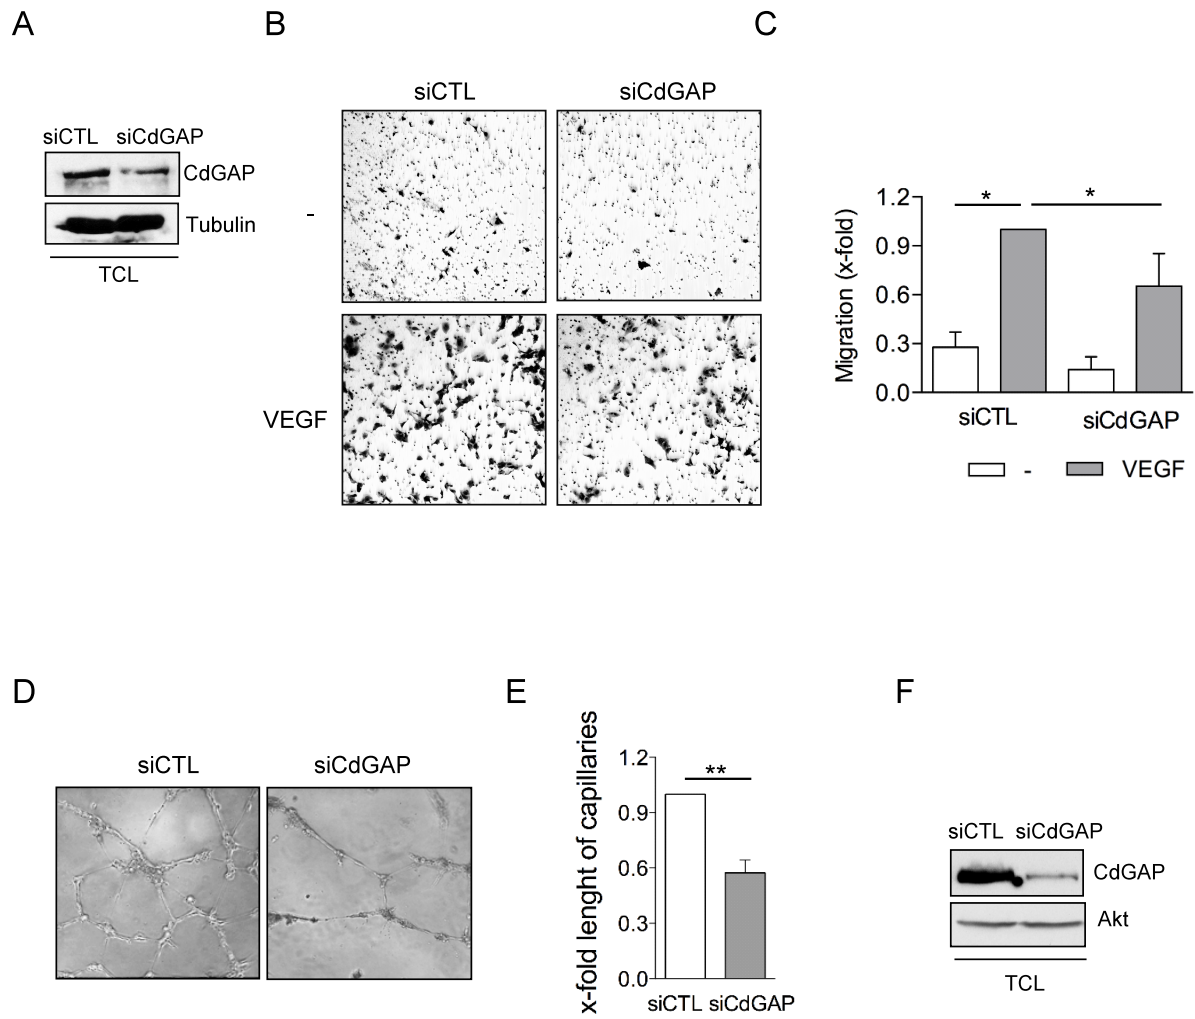 A
siCTL siCdGAP
CdGAP
Tubulin
TCL
B
siCTL siCdGAP
-
VEGF
C
Migration (x-fold)
1.2
0.9
0.6
0.3
0.0
* *
siCTL siCdGAP
- VEGF
D
siCTL siCdGAP
E
x-fold lenght of capillaries
1.2
0.9
0.6
0.3
0.0
**
siCTL siCdGAP
F
siCTL siCdGAP
CdGAP
Akt
TCL